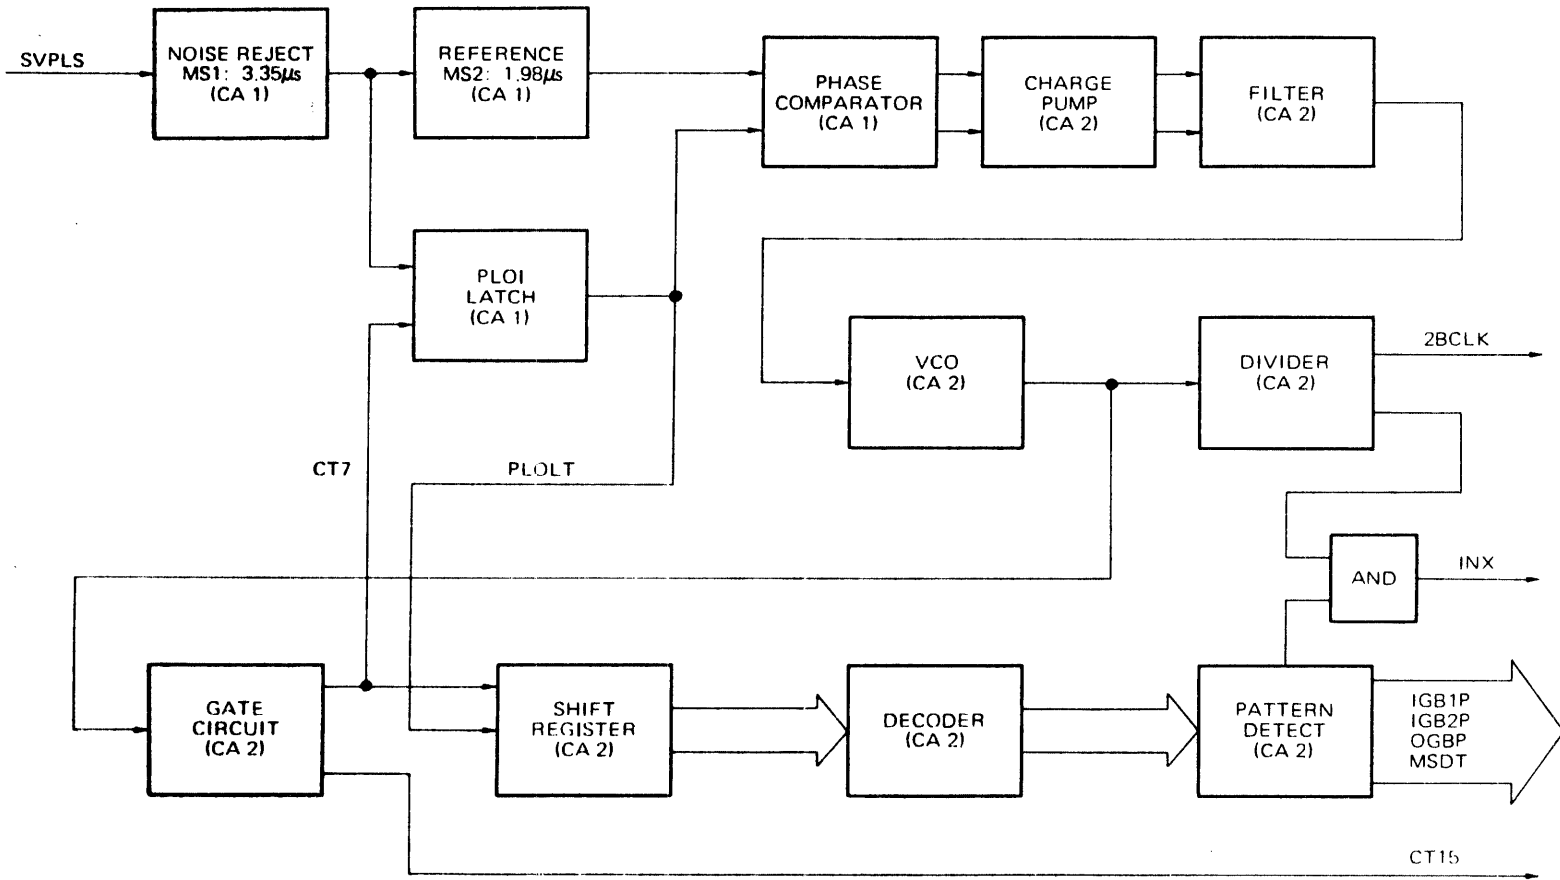 SVPLS
NOISE REJECT
MS1: 3.35µs
(CA 1)
REFERENCE
MS2: 1.98µs
(CA 1)
PHASE
COMPARATOR
(CA 1)
CHARGE
PUMP
(CA 2)
FILTER
(CA 2)
PLOI
LATCH
(CA 1)
VCO
(CA 2)
DIVIDER
(CA 2)
2BCLK
CT7
PLOLT
AND
INX
GATE
CIRCUIT
(CA 2)
SHIFT
REGISTER
(CA 2)
DECODER
(CA 2)
PATTERN
DETECT
(CA 2)
IGB1P
IGB2P
OGBP
MSDT
CT15